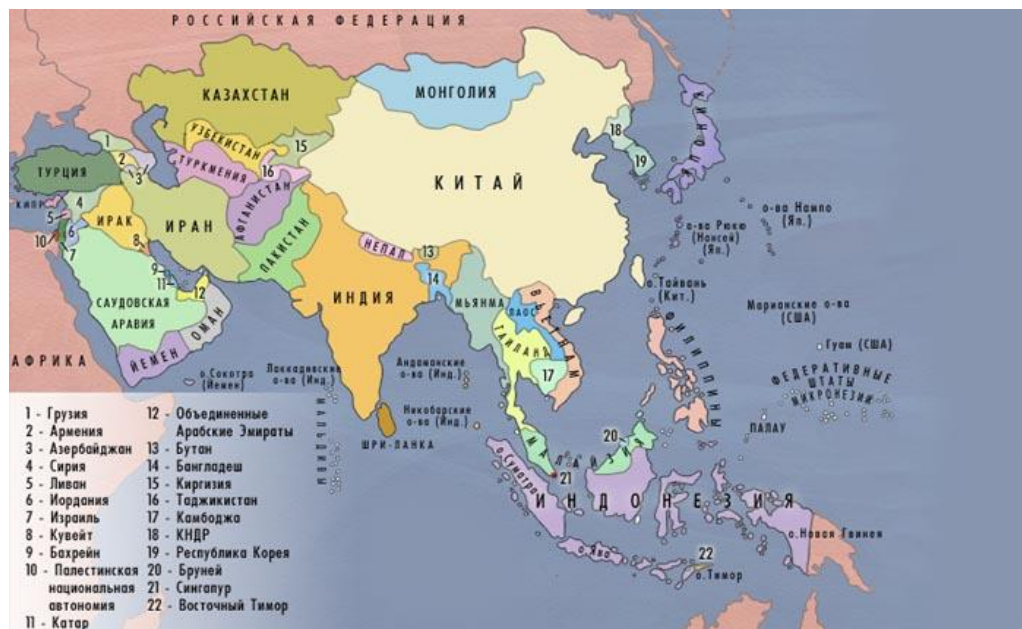 РОССИЙСКАЯ ФЕДЕРАЦИЯ
КАЗАХСТАН
МОНГОЛИЯ
УЗБЕКИСТАН
ТУРКМЕНИЯ
1
2
3
15
16
18
19
ЯПОНИЯ
КИТАЙ
ТУРЦИЯ
КИПР
4
5
6
10
7
ИРАК
8
ИРАН
АФГАНИСТАН
ПАКИСТАН
НЕПАЛ
13
14
ИНДИЯ
9
11
12
САУДОВСКАЯ
АРАВИЯ
ОМАН
ЙЕМЕН
АФРИКА
о.Сокотра
(Йемен)
Лаккадивские
о-ва (Инд.)
МАЛЬДИВЫ
ШРИ-ЛАНКА
Андаманские
о-ва (Инд.)
Никобарские
о-ва (Инд.)
МЬЯНМА
ЛАОС
ВЬЕТНАМ
ТАИЛАНД
17
о-ва Нампо
(Яп.)
о-ва Рюкю
(Нансей)
(Яп.)
о.Тайвань
(Кит.)
Марианские о-ва
(США)
Гуам (США)
ФЕДЕРАТИВНЫЕ
ШТАТЫ
МИКРОНЕЗИИ
ПАЛАУ
ФИЛИППИНЫ
20
МАЛАЙЗИЯ
21
о.Суматра
ИНДОНЕЗИЯ
о.Ява
22
о.Тимор
о.Новая Гвинея
1 - Грузия
2 - Армения
3 - Азербайджан
4 - Сирия
5 - Ливан
6 - Иордания
7 - Израиль
8 - Кувейт
9 - Бахрейн
10 - Палестинская
национальная
автономия
11 - Катар
12 - Объединенные
Арабские Эмираты
13 - Бутан
14 - Бангладеш
15 - Киргизия
16 - Таджикистан
17 - Камбоджа
18 - КНДР
19 - Республика Корея
20 - Бруней
21 - Сингапур
22 - Восточный Тимор